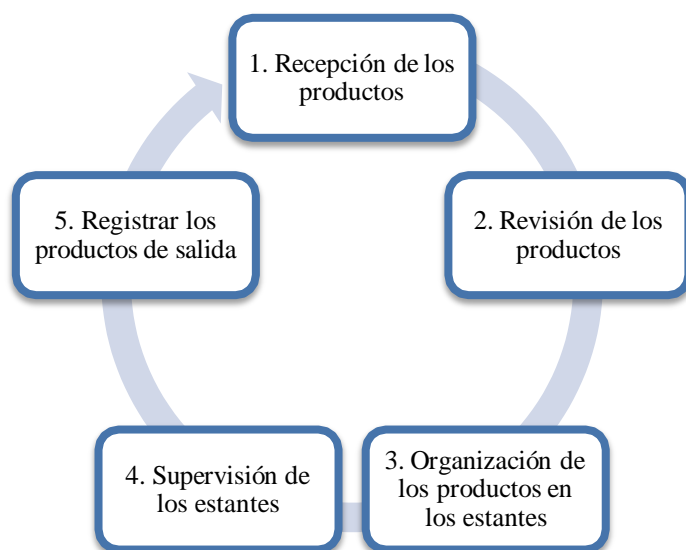 1. Recepción de los
productos
2. Revisión de los
productos
3. Organización de
los productos en
los estantes
4. Supervisión de
los estantes
5. Registrar los
productos de salida